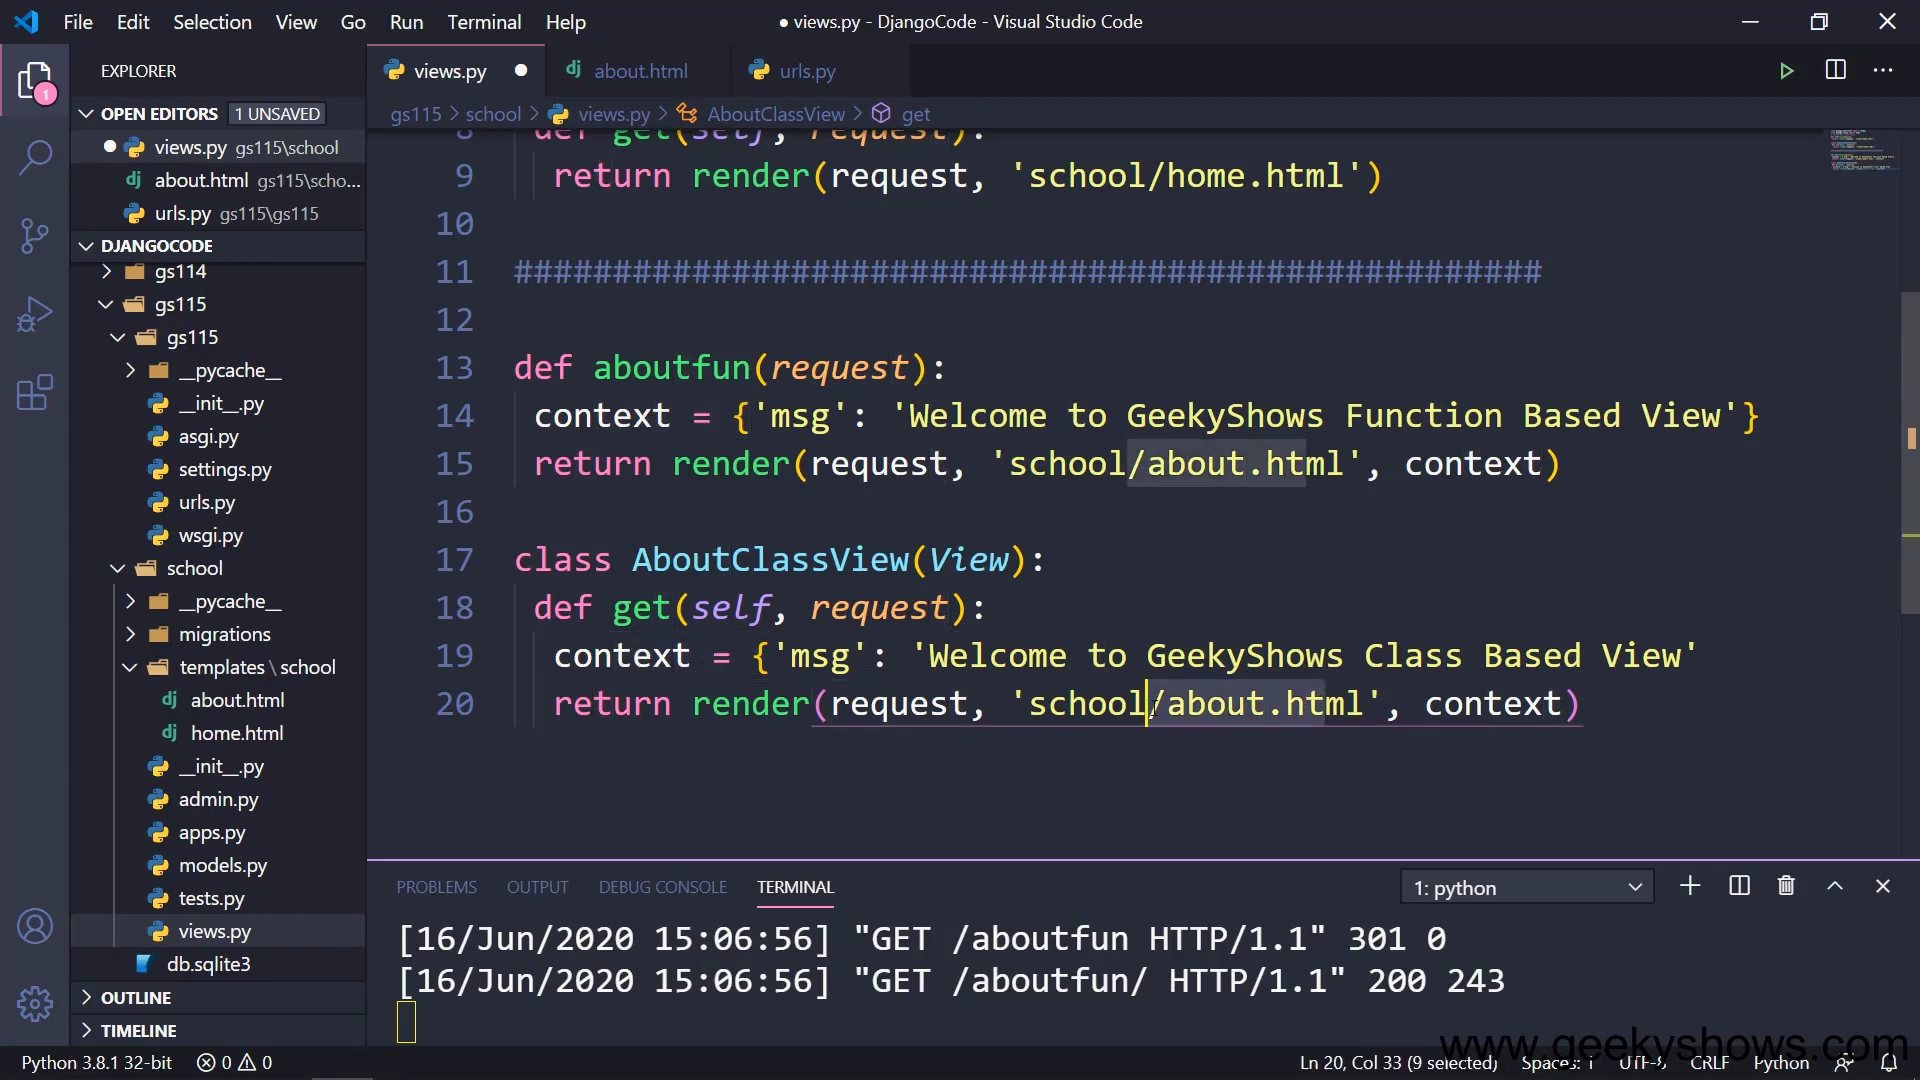 File Edit Selection View Go Run Terminal Help
● views.py - DjangoCode - Visual Studio Code
EXPLORER
1
OPEN EDITORS 1 UNSAVED
views.py gs115\school
about.html gs115\scho...
urls.py gs115\gs115
DJANGOCODE
gs114
gs115
gs115
__pycache__
__init__.py
asgi.py
settings.py
urls.py
wsgi.py
school
__pycache__
migrations
templates \ school
about.html
home.html
__init__.py
admin.py
apps.py
models.py
tests.py
views.py
db.sqlite3
OUTLINE
TIMELINE
views.py about.html urls.py
gs115 > school > views.py > AboutClassView > get
8 def get(self, request):
9 return render(request, 'school/home.html')
10
11 ####################################################
12
13 def aboutfun(request):
14 context = {'msg': 'Welcome to GeekyShows Function Based View'}
15 return render(request, 'school/about.html', context)
16
17 class AboutClassView(View):
18 def get(self, request):
19 context = {'msg': 'Welcome to GeekyShows Class Based View'
20 return render(request, 'school/about.html', context)
PROBLEMS OUTPUT DEBUG CONSOLE TERMINAL
1: python
[16/Jun/2020 15:06:56] "GET /aboutfun HTTP/1.1" 301 0
[16/Jun/2020 15:06:56] "GET /aboutfun/ HTTP/1.1" 200 243
www.geekyshows.com
Python 3.8.1 32-bit 0 0
Ln 20, Col 33 (9 selected) Spaces: 1 UTF-8 CRLF Python